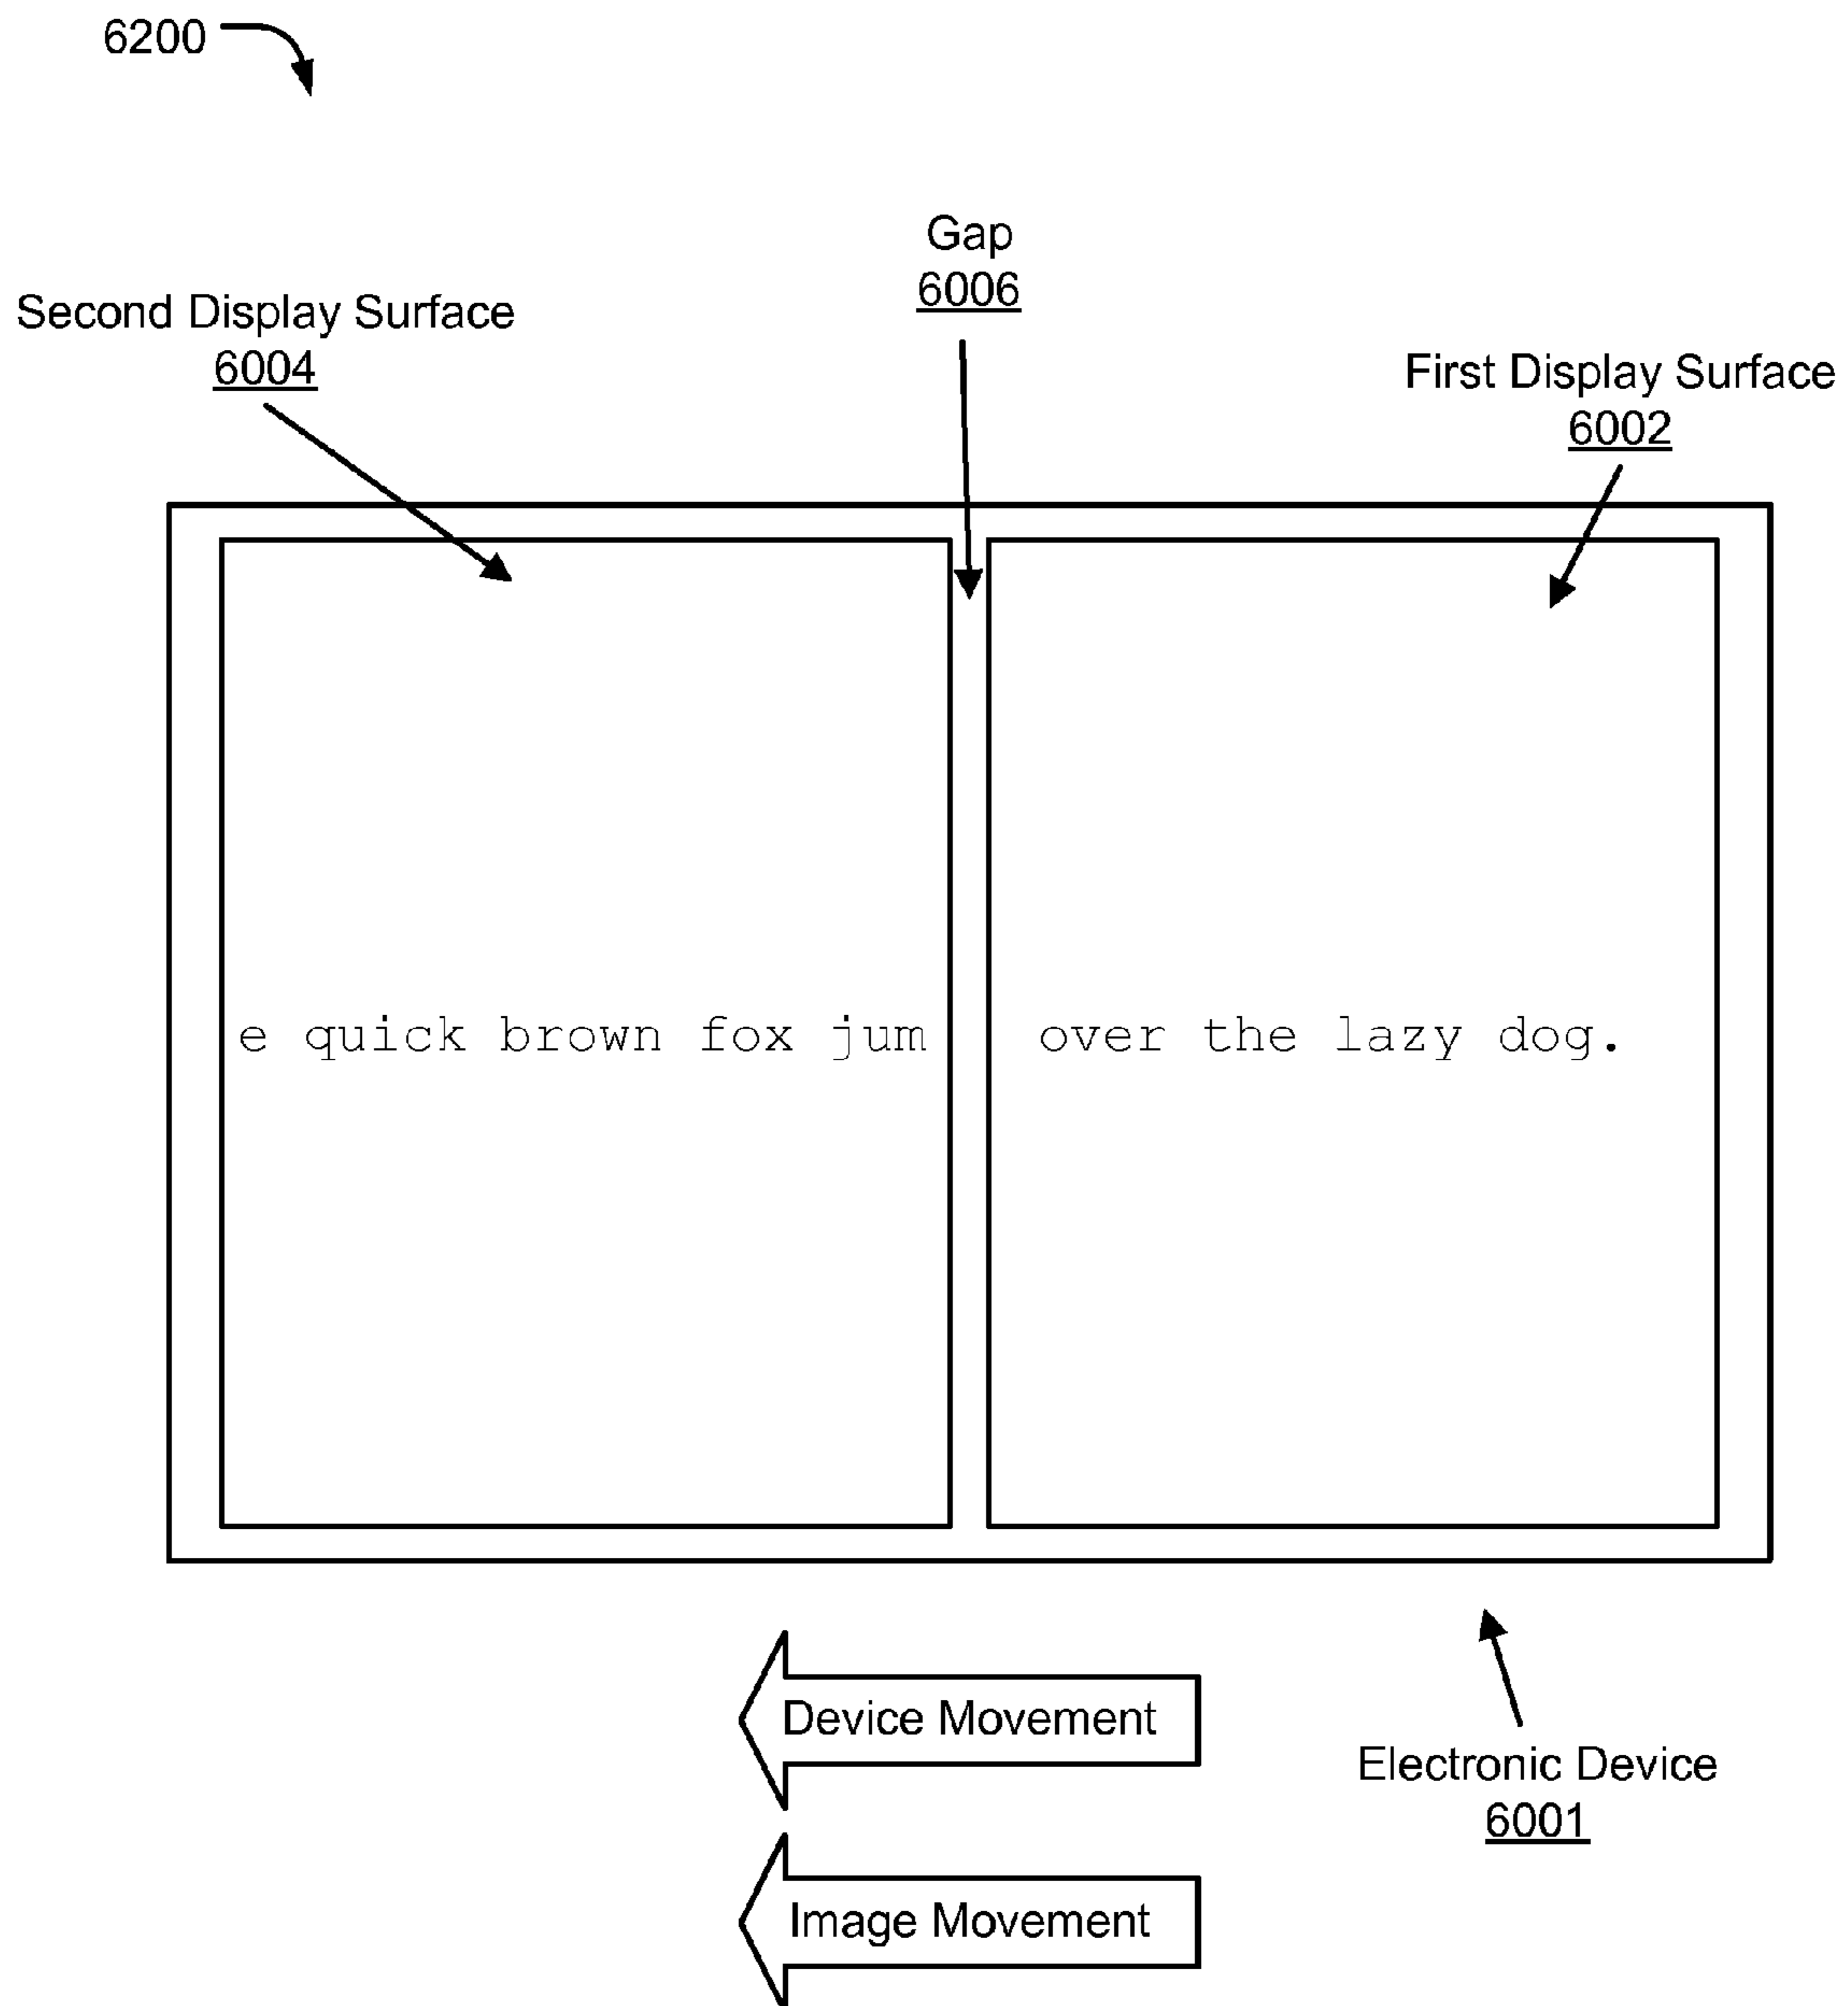 6200
Gap
6006
Second Display Surface
6004
First Display Surface
6002
e quick brown fox jum over the lazy dog.
Device Movement
Electronic Device
6001
Image Movement